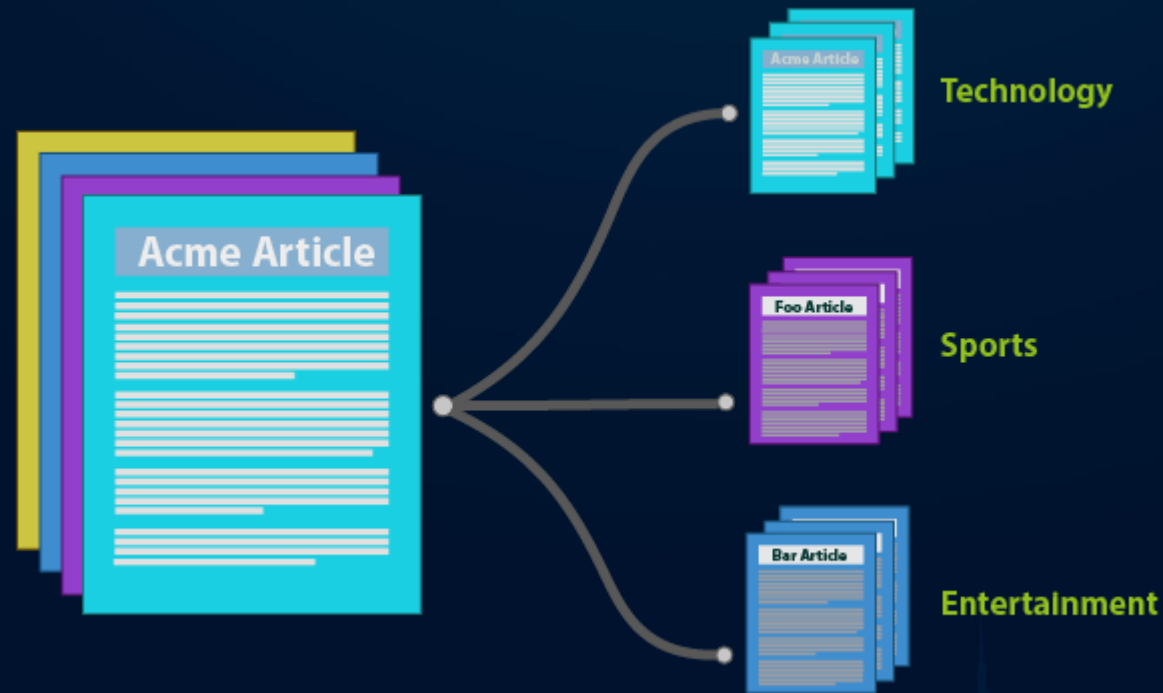 Acme Article
Acme Article
Technology
Foo Article
Sports
Bar Article
Entertainment